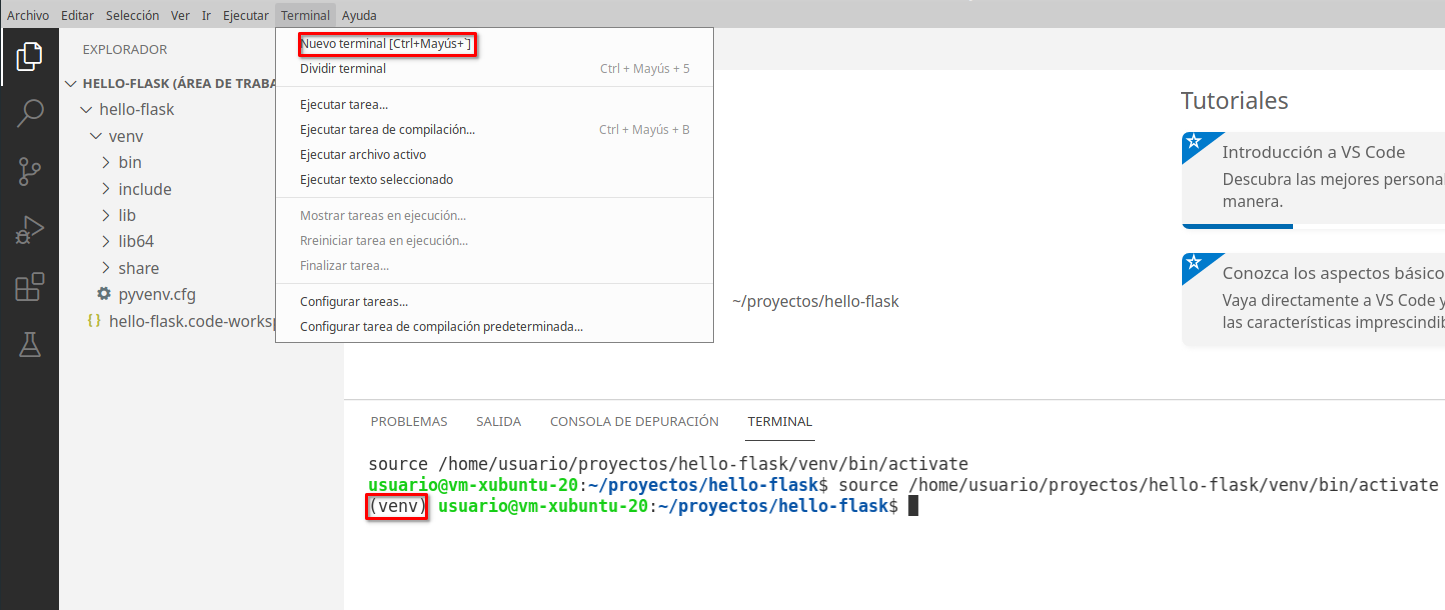 Archivo Editar Selección Ver Ir Ejecutar Terminal Ayuda
EXPLORADOR
HELLO-FLASK (ÁREA DE TRABA
hello-flask
venv
bin
include
lib
lib64
share
pyvenv.cfg
{} hello-flask.code-worksp
Nuevo terminal [Ctrl+Mayús+`]
Dividir terminal Ctrl + Mayús + 5
Ejecutar tarea...
Ejecutar tarea de compilación... Ctrl + Mayús + B
Ejecutar archivo activo
Ejecutar texto seleccionado
Mostrar tareas en ejecución...
Rreiniciar tarea en ejecución...
Finalizar tarea...
Configurar tareas...
Configurar tarea de compilación predeterminada...
~/proyectos/hello-flask
Tutoriales
Introducción a VS Code
Descubra las mejores personal
manera.
Conozca los aspectos básico
Vaya directamente a VS Code y
las características imprescindib
PROBLEMAS SALIDA CONSOLA DE DEPURACIÓN TERMINAL
source /home/usuario/proyectos/hello-flask/venv/bin/activate
usuario@vm-xubuntu-20:~/proyectos/hello-flask$ source /home/usuario/proyectos/hello-flask/venv/bin/activate
(venv) usuario@vm-xubuntu-20:~/proyectos/hello-flask$